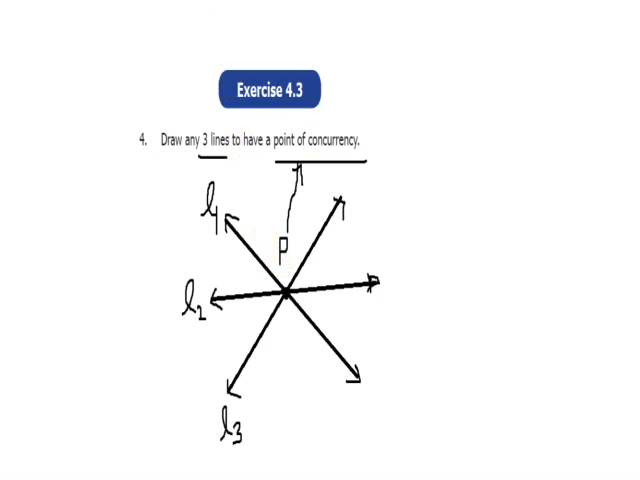 Exercise 4.3
4. Draw any 3 lines to have a point of concurrency.
l1
P
l2
l3